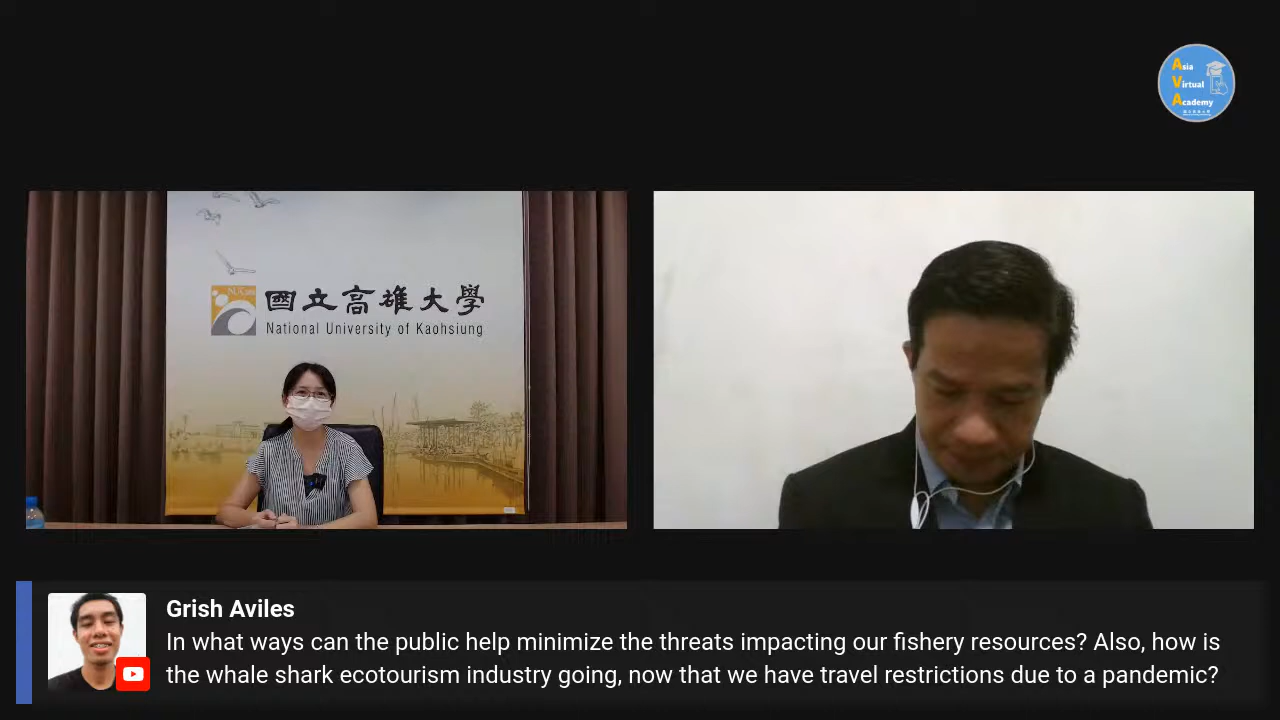 Asia
Virtual
Academy
NUK
國立高雄大學
National University of Kaohsiung
Grish Aviles
In what ways can the public help minimize the threats impacting our fishery resources? Also, how is
the whale shark ecotourism industry going, now that we have travel restrictions due to a pandemic?